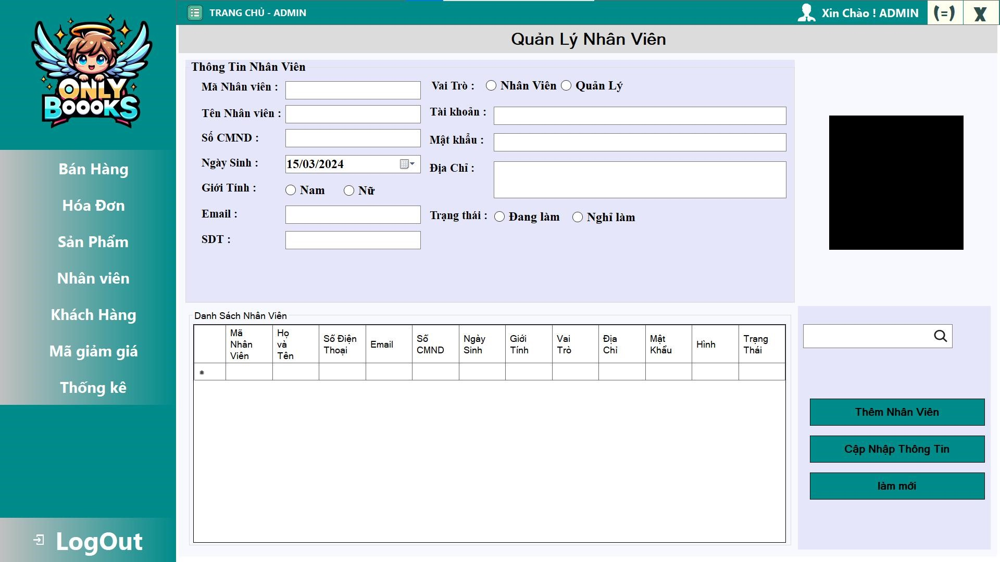 ONLY
BOOOKS
TRANG CHỦ - ADMIN
Xin Chào ! ADMIN
(=)
X
Quản Lý Nhân Viên
Bán Hàng
Hóa Đơn
Sản Phẩm
Nhân viên
Khách Hàng
Mã giảm giá
Thống kê
LogOut
Thông Tin Nhân Viên
Mã Nhân viên :
Tên Nhân viên :
Số CMND :
Ngày Sinh : 15/03/2024
Giới Tính : Nam Nữ
Email :
SDT :
Vai Trò : Nhân Viên Quản Lý
Tài khoản :
Mật khẩu :
Địa Chỉ :
Trạng thái : Đang làm Nghỉ làm
Danh Sách Nhân Viên
Mã
Nhân
Viên
Họ
và
Tên
Số Điện
Thoại
Email
Số
CMND
Ngày
Sinh
Giới
Tính
Vai
Trò
Địa
Chỉ
Mật
Khẩu
Hình
Trạng
Thái
Thêm Nhân Viên
Cập Nhập Thông Tin
làm mới